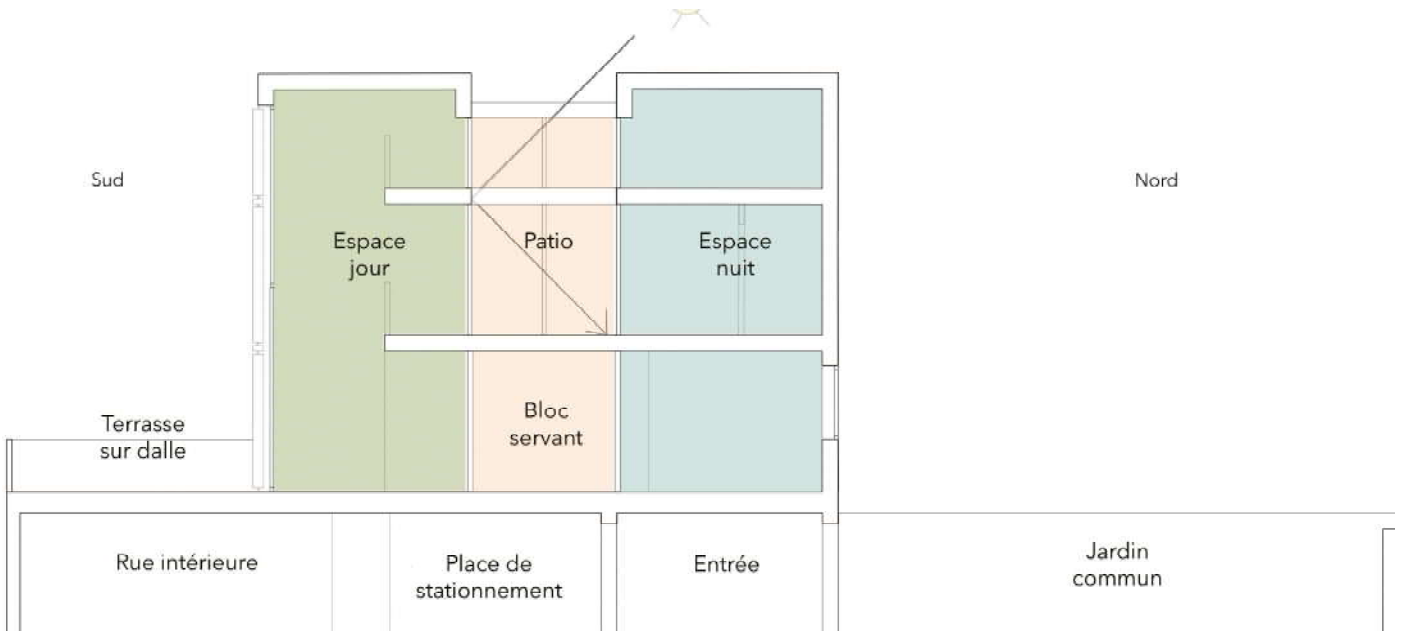 Sud
Nord
Espace
jour
Patio
Espace
nuit
Terrasse
sur dalle
Bloc
servant
Rue intérieure
Place de
stationnement
Entrée
Jardin
commun